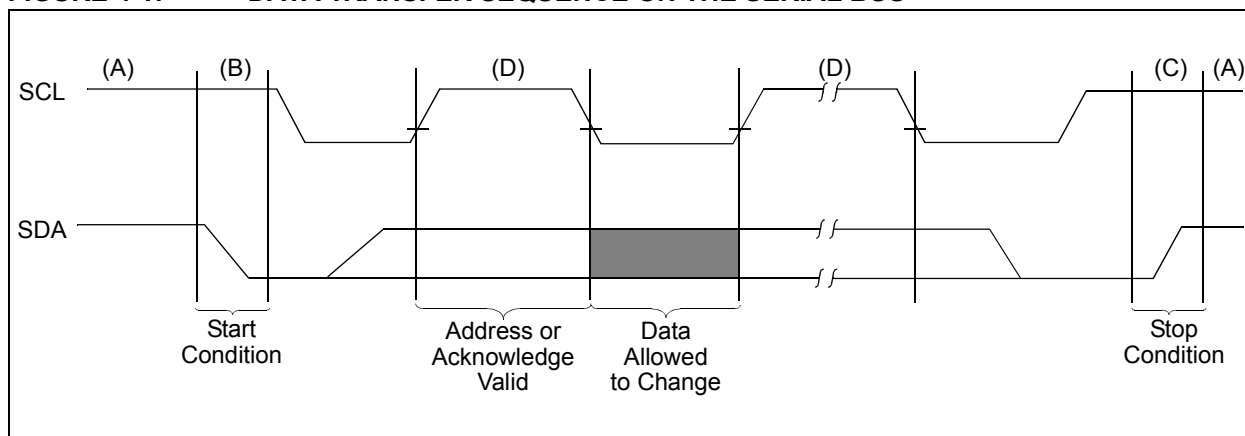 (A) (B) (D) (D) (C) (A)
SCL
SDA
Start
Condition
Address or
Acknowledge
Valid
Data
Allowed
to Change
Stop
Condition